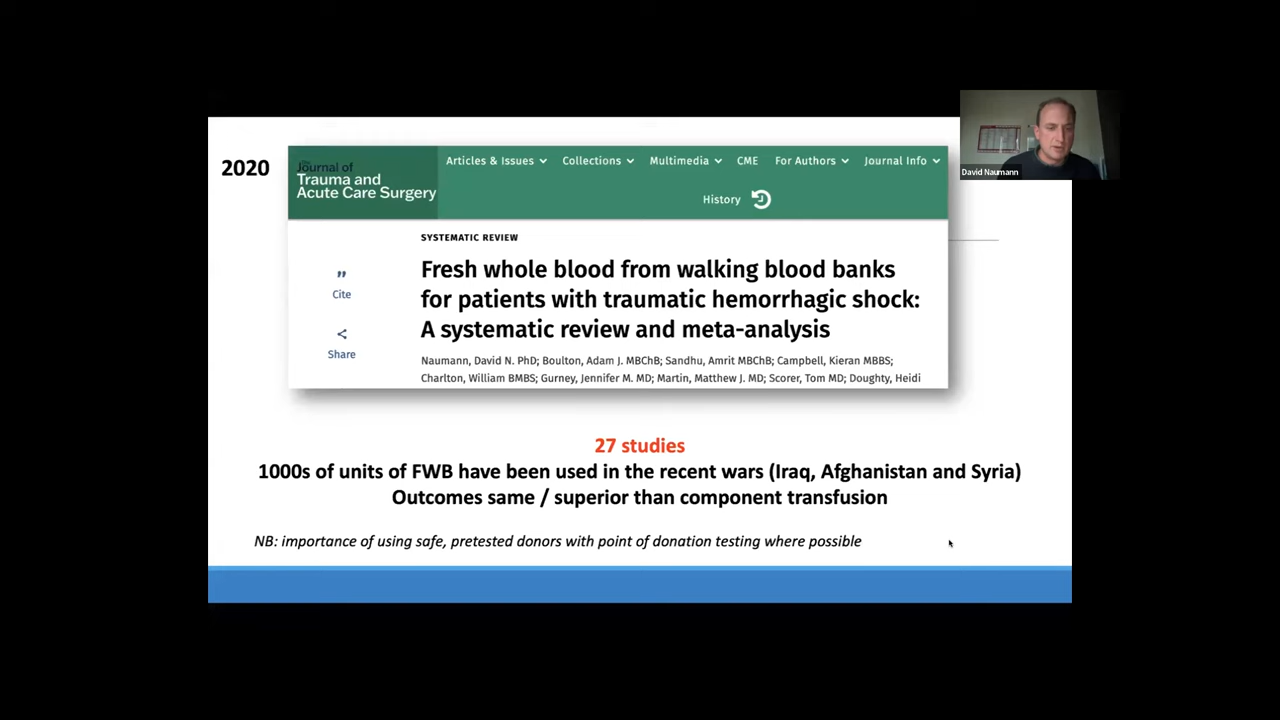 David Naumann
2020
The
Journal of
Trauma and
Acute Care Surgery
Articles & Issues
Collections
Multimedia
CME
For Authors
Journal Info
History
SYSTEMATIC REVIEW
Cite
Share
Fresh whole blood from walking blood banks
for patients with traumatic hemorrhagic shock:
A systematic review and meta-analysis
Naumann, David N. PhD; Boulton, Adam J. MBChB; Sandhu, Amrit MBChB; Campbell, Kieran MBBS;
Charlton, William BMBS; Gurney, Jennifer M. MD; Martin, Matthew J. MD; Scorer, Tom MD; Doughty, Heidi
27 studies
1000s of units of FWB have been used in the recent wars (Iraq, Afghanistan and Syria)
Outcomes same / superior than component transfusion
NB: importance of using safe, pretested donors with point of donation testing where possible